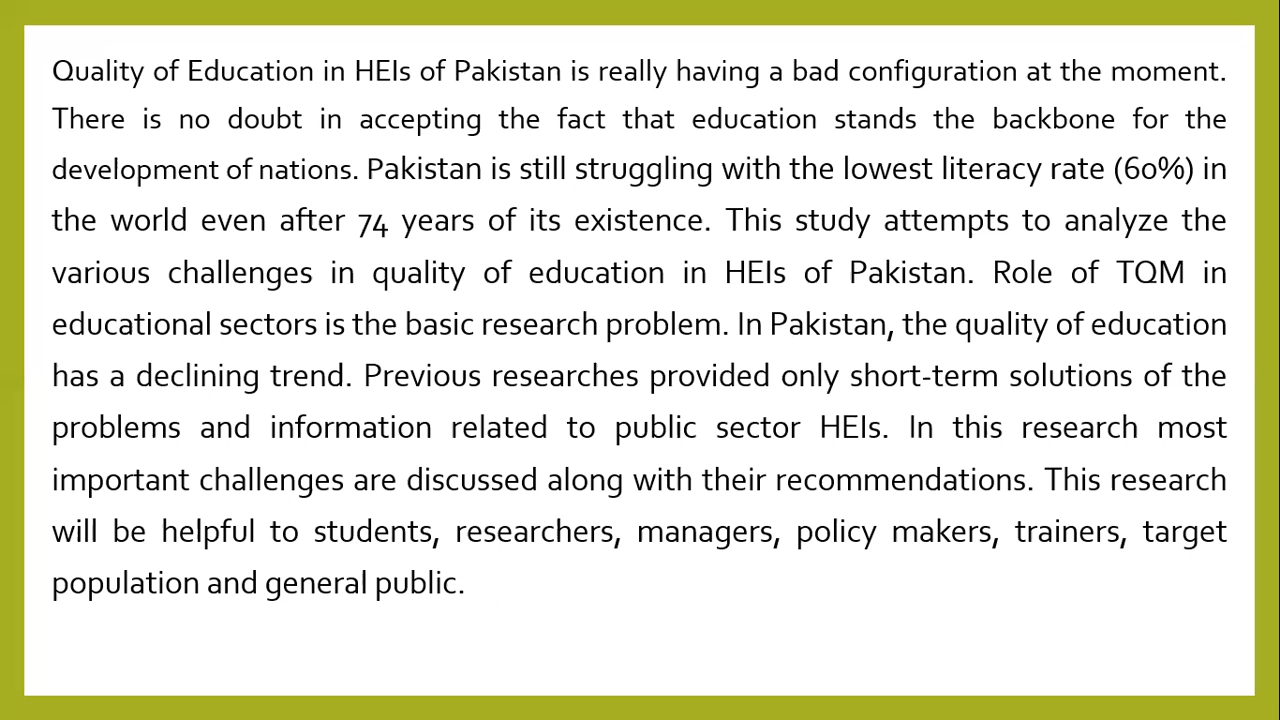 Quality of Education in HEIs of Pakistan is really having a bad configuration at the moment.
There is no doubt in accepting the fact that education stands the backbone for the
development of nations. Pakistan is still struggling with the lowest literacy rate (60%) in
the world even after 74 years of its existence. This study attempts to analyze the
various challenges in quality of education in HEIs of Pakistan. Role of TQM in
educational sectors is the basic research problem. In Pakistan, the quality of education
has a declining trend. Previous researches provided only short-term solutions of the
problems and information related to public sector HEIs. In this research most
important challenges are discussed along with their recommendations. This research
will be helpful to students, researchers, managers, policy makers, trainers, target
population and general public.